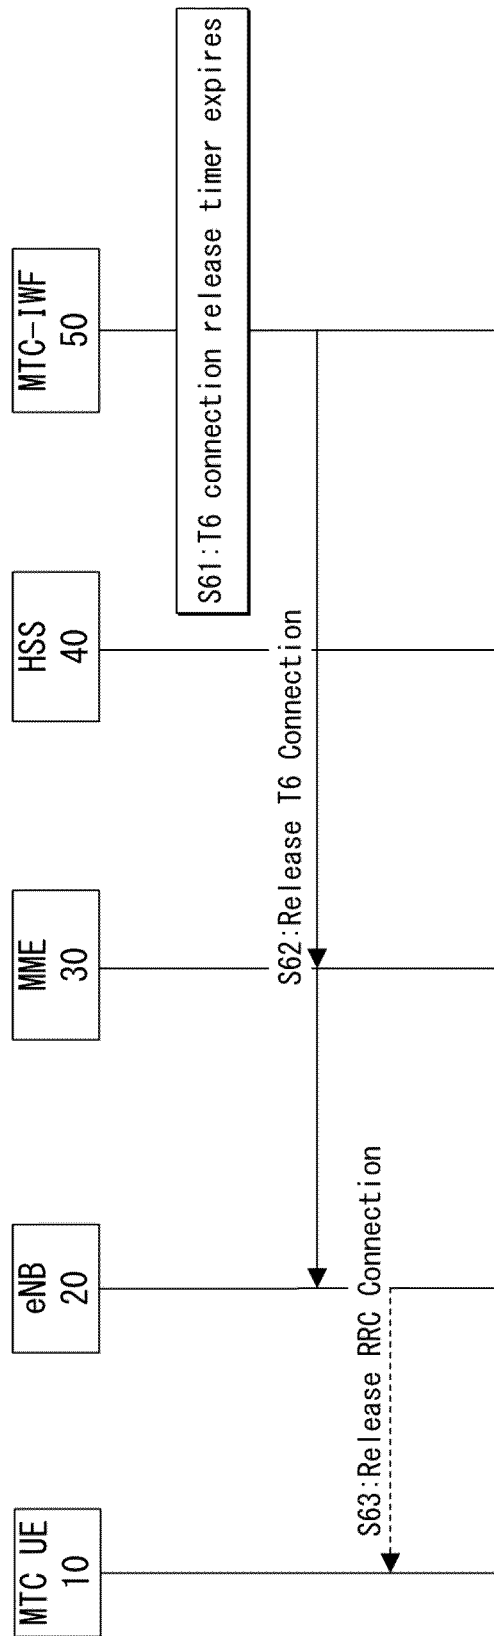 MTC UE
10
eNB
20
MME
30
HSS
40
MTC-IWF
50
S61:T6 connection release timer expires
S62:Release T6 Connection
S63:Release RRC Connection